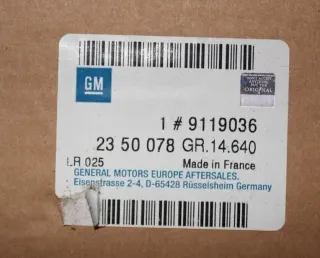 GM
ORIGINAL
1 # 9119036
23 50 078 GR.14.640
LR 025
Made in France
GENERAL MOTORS EUROPE AFTERSALES.
Eisenstrasse 2-4, D-65428 Rüsselsheim Germany